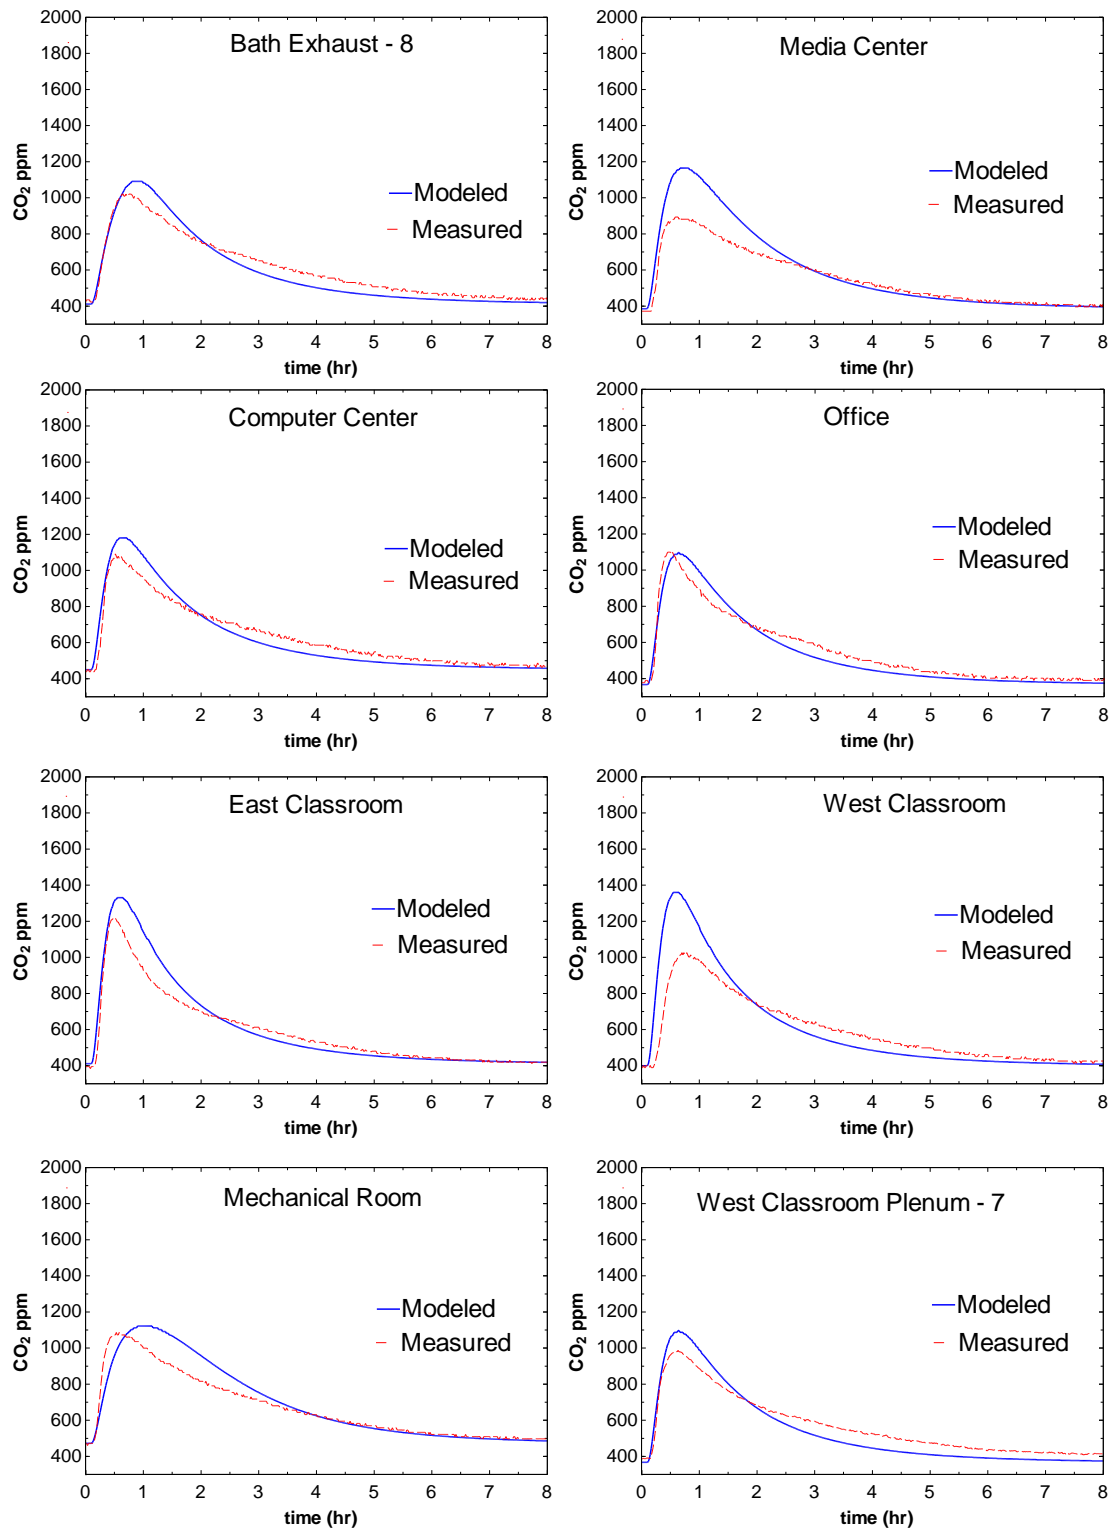 Bath Exhaust - 8
CO2 ppm
2000
1800
1600
1400
1200
1000
800
600
400
Modeled
Measured
0 1 2 3 4 5 6 7 8
time (hr)
Media Center
CO2 ppm
2000
1800
1600
1400
1200
1000
800
600
400
Modeled
Measured
0 1 2 3 4 5 6 7 8
time (hr)
Computer Center
CO2 ppm
2000
1800
1600
1400
1200
1000
800
600
400
Modeled
Measured
0 1 2 3 4 5 6 7 8
time (hr)
Office
CO2 ppm
2000
1800
1600
1400
1200
1000
800
600
400
Modeled
Measured
0 1 2 3 4 5 6 7 8
time (hr)
East Classroom
CO2 ppm
2000
1800
1600
1400
1200
1000
800
600
400
Modeled
Measured
0 1 2 3 4 5 6 7 8
time (hr)
West Classroom
CO2 ppm
2000
1800
1600
1400
1200
1000
800
600
400
Modeled
Measured
0 1 2 3 4 5 6 7 8
time (hr)
Mechanical Room
CO2 ppm
2000
1800
1600
1400
1200
1000
800
600
400
Modeled
Measured
0 1 2 3 4 5 6 7 8
time (hr)
West Classroom Plenum - 7
CO2 ppm
2000
1800
1600
1400
1200
1000
800
600
400
Modeled
Measured
0 1 2 3 4 5 6 7 8
time (hr)